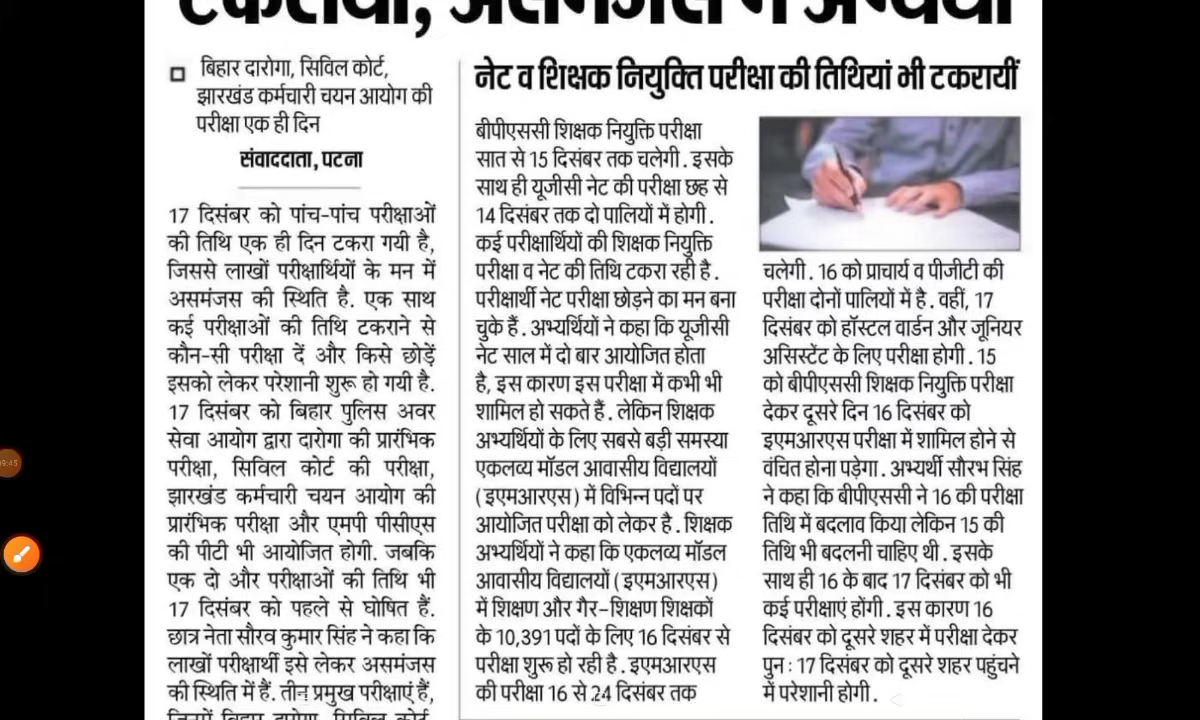 टकरायी, असमंजस में अभ्यर्थी
बिहार दारोगा, सिविल कोर्ट,
झारखंड कर्मचारी चयन आयोग की
परीक्षा एक ही दिन
संवाददाता, पटना
17 दिसंबर को पांच-पांच परीक्षाओं
की तिथि एक ही दिन टकरा गयी है,
जिससे लाखों परीक्षार्थियों के मन में
असमंजस की स्थिति है. एक साथ
कई परीक्षाओं की तिथि टकराने से
कौन-सी परीक्षा दें और किसे छोड़ें
इसको लेकर परेशानी शुरू हो गयी है.
17 दिसंबर को बिहार पुलिस अवर
सेवा आयोग द्वारा दारोगा की प्रारंभिक
परीक्षा, सिविल कोर्ट की परीक्षा,
झारखंड कर्मचारी चयन आयोग की
प्रारंभिक परीक्षा और एमपी पीसीएस
की पीटी भी आयोजित होगी. जबकि
एक दो और परीक्षाओं की तिथि भी
17 दिसंबर को पहले से घोषित हैं.
छात्र नेता सौरव कुमार सिंह ने कहा कि
लाखों परीक्षार्थी इसे लेकर असमंजस
की स्थिति में हैं. तीन प्रमुख परीक्षाएं हैं,
जिनमें बिहार दारोगा, सिविल कोर्ट,
नेट व शिक्षक नियुक्ति परीक्षा की तिथियां भी टकरायीं
बीपीएससी शिक्षक नियुक्ति परीक्षा
सात से 15 दिसंबर तक चलेगी. इसके
साथ ही यूजीसी नेट की परीक्षा छह से
14 दिसंबर तक दो पालियों में होगी.
कई परीक्षार्थियों की शिक्षक नियुक्ति
परीक्षा व नेट की तिथि टकरा रही है.
परीक्षार्थी नेट परीक्षा छोड़ने का मन बना
चुके हैं. अभ्यर्थियों ने कहा कि यूजीसी
नेट साल में दो बार आयोजित होता
है, इस कारण इस परीक्षा में कभी भी
शामिल हो सकते हैं. लेकिन शिक्षक
अभ्यर्थियों के लिए सबसे बड़ी समस्या
एकलव्य मॉडल आवासीय विद्यालयों
(इएमआरएस) में विभिन्न पदों पर
आयोजित परीक्षा को लेकर है. शिक्षक
अभ्यर्थियों ने कहा कि एकलव्य मॉडल
आवासीय विद्यालयों (इएमआरएस)
में शिक्षण और गैर-शिक्षण शिक्षकों
के 10,391 पदों के लिए 16 दिसंबर से
परीक्षा शुरू हो रही है. इएमआरएस
की परीक्षा 16 से 24 दिसंबर तक
चलेगी. 16 को प्राचार्य व पीजीटी की
परीक्षा दोनों पालियों में है. वहीं, 17
दिसंबर को हॉस्टल वार्डन और जूनियर
असिस्टेंट के लिए परीक्षा होगी. 15
को बीपीएससी शिक्षक नियुक्ति परीक्षा
देकर दूसरे दिन 16 दिसंबर को
इएमआरएस परीक्षा में शामिल होने से
वंचित होना पड़ेगा. अभ्यर्थी सौरभ सिंह
ने कहा कि बीपीएससी ने 16 की परीक्षा
तिथि में बदलाव किया लेकिन 15 की
तिथि भी बदलनी चाहिए थी. इसके
साथ ही 16 के बाद 17 दिसंबर को भी
कई परीक्षाएं होंगी. इस कारण 16
दिसंबर को दूसरे शहर में परीक्षा देकर
पुन: 17 दिसंबर को दूसरे शहर पहुंचने
में परेशानी होगी.